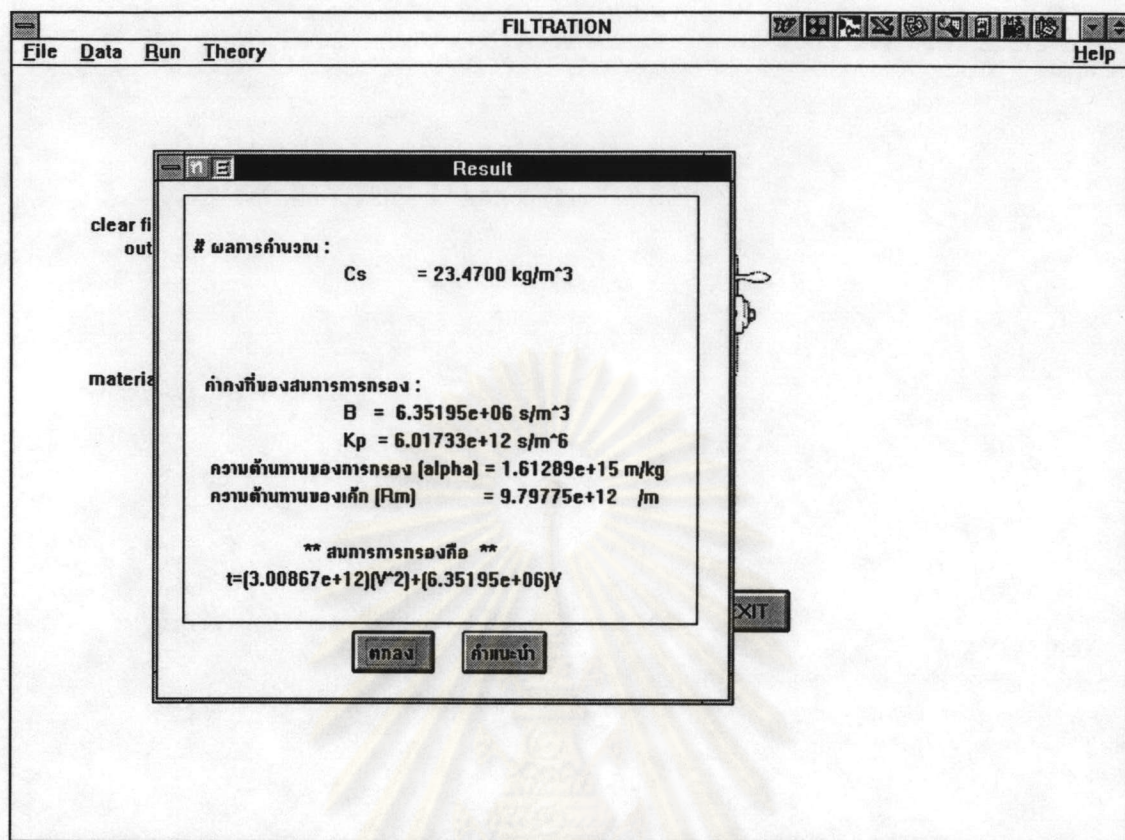 FILTRATION
File Data Run Theory Help
Result
clear fi
out
# ผลการคำนวณ :
Cs = 23.4700 kg/m^3
materia
ค่าคงที่ของสมการการกรอง :
B = 6.35195e+06 s/m^3
Kp = 6.01733e+12 s/m^6
ความต้านทานของการกรอง (alpha) = 1.61289e+15 m/kg
ความต้านทานของเค้ก (Rm) = 9.79775e+12 /m
** สมการการกรองคือ **
t=(3.00867e+12)(V^2)+(6.35195e+06)V
EXIT
ตกลง คำแนะนำ